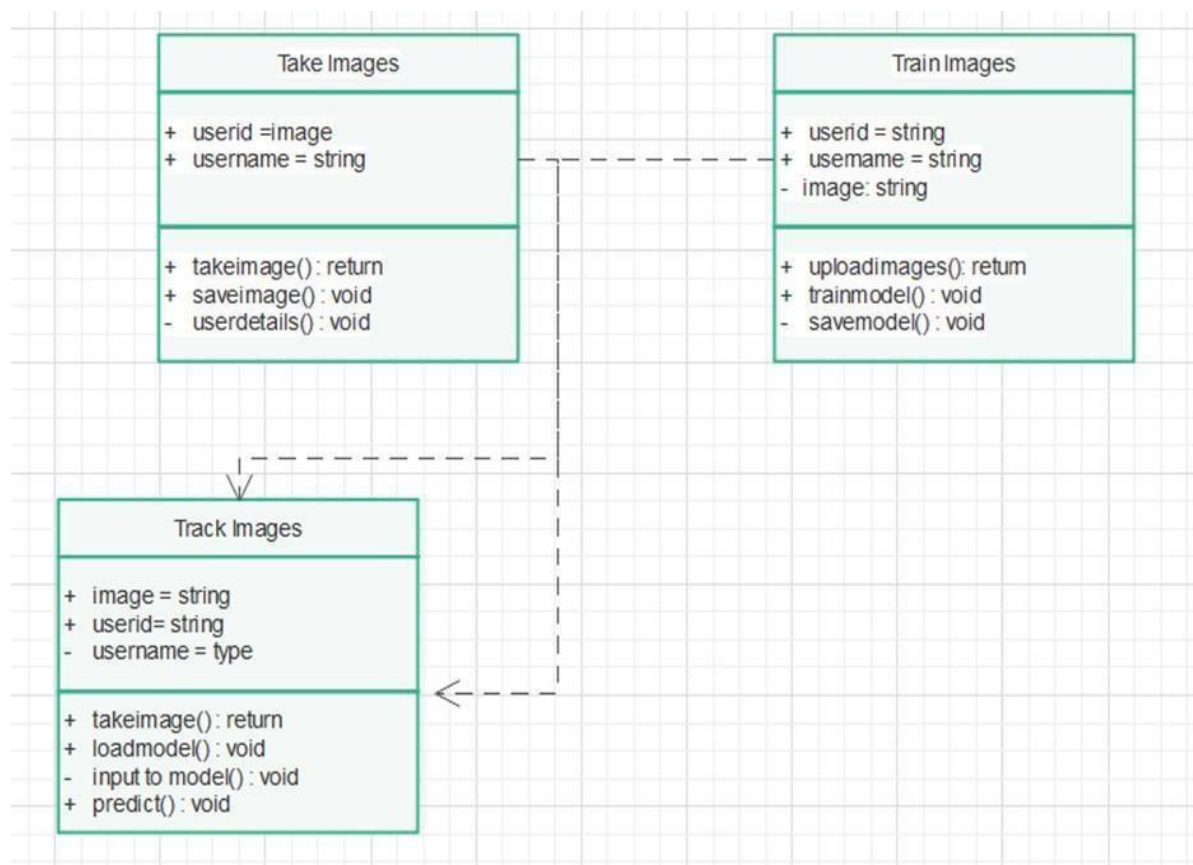 Take Images
+ userid =image
+ username = string
+ takeimage() : return
+ saveimage() : void
- userdetails() : void
Train Images
+ userid = string
+ username = string
- image: string
+ uploadimages(): return
+ trainmodel() : void
- savemodel() : void
Track Images
+ image = string
+ userid= string
- username = type
+ takeimage() : return
+ loadmodel() : void
- input to model() : void
+ predict() : void